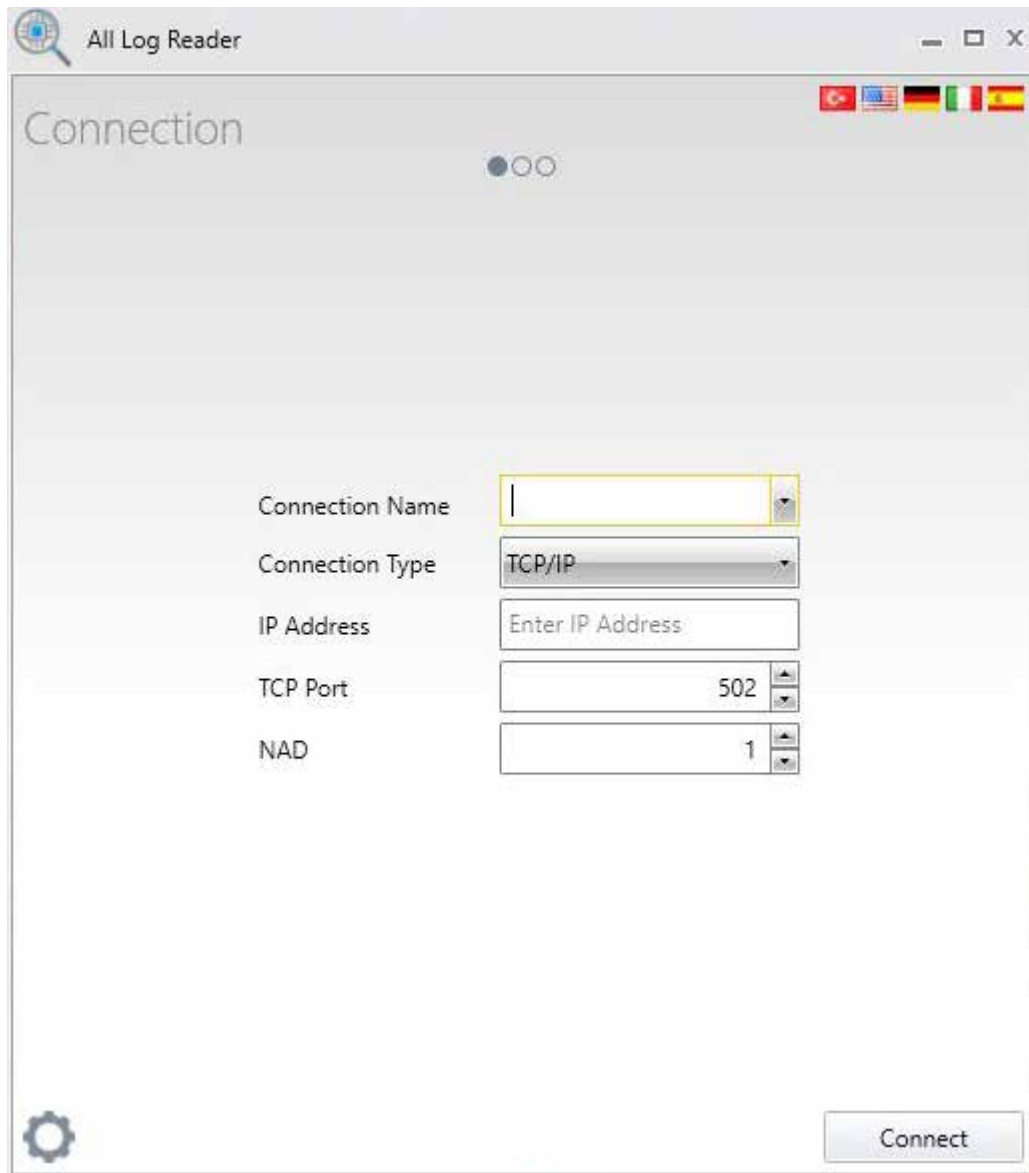 All Log Reader
Connection
Connection Name
Connection Type TCP/IP
IP Address Enter IP Address
TCP Port 502
NAD 1
Connect